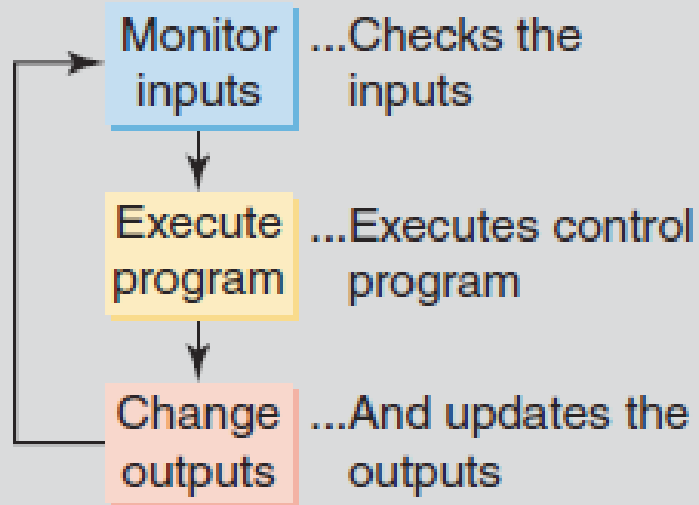 Monitor
inputs
...Checks the
inputs
Execute
program
...Executes control
program
Change
outputs
...And updates the
outputs